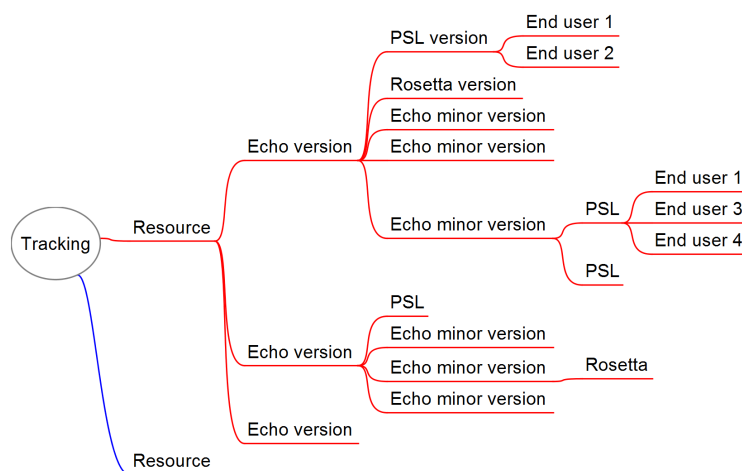 Tracking
Resource
Echo version
PSL version
End user 1
End user 2
Rosetta version
Echo minor version
Echo minor version
Echo minor version
PSL
End user 1
End user 3
End user 4
PSL
Echo version
PSL
Echo minor version
Echo minor version
Rosetta
Echo minor version
Echo version
Resource